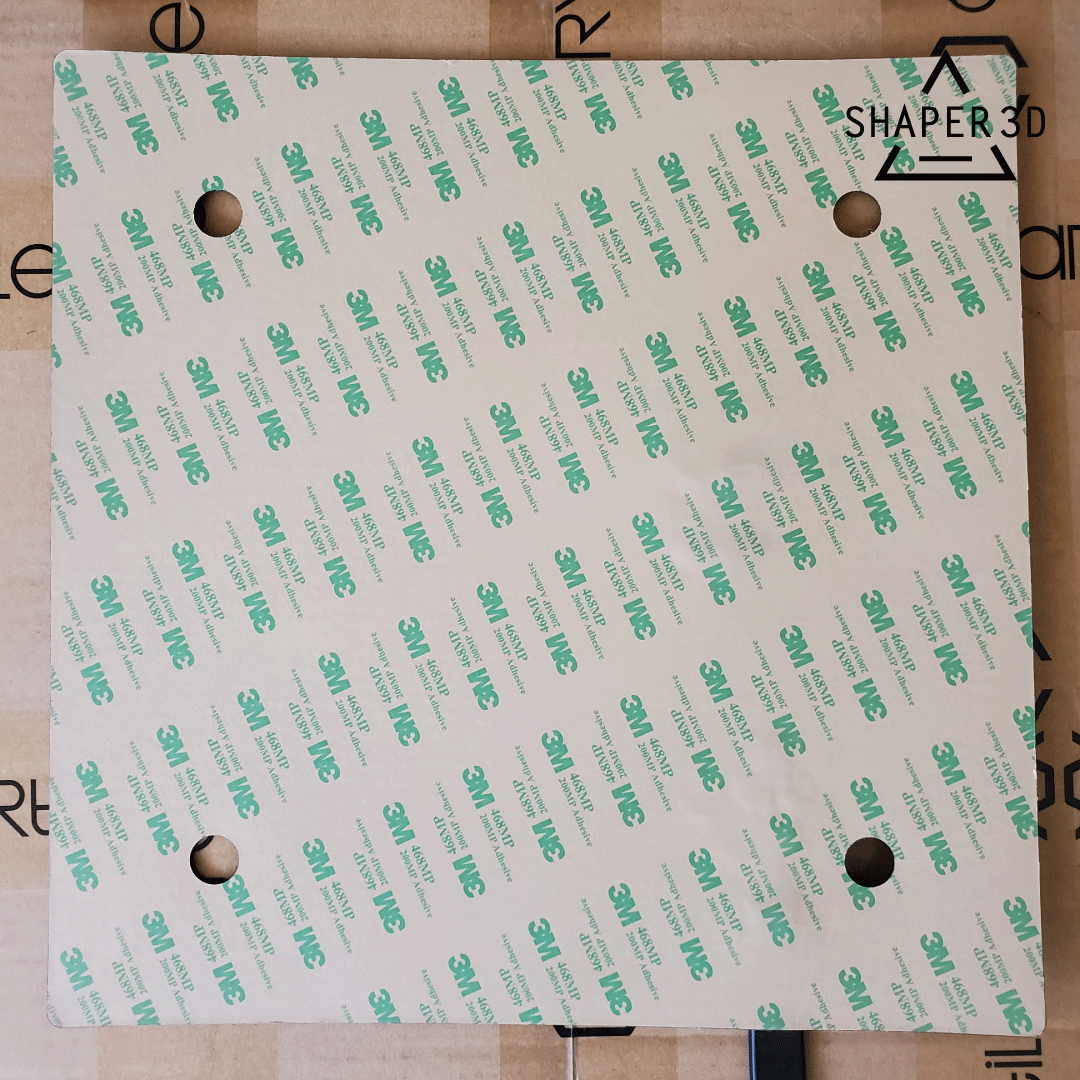 SHAPER 3D
3M 468MP
200MP Adhesive